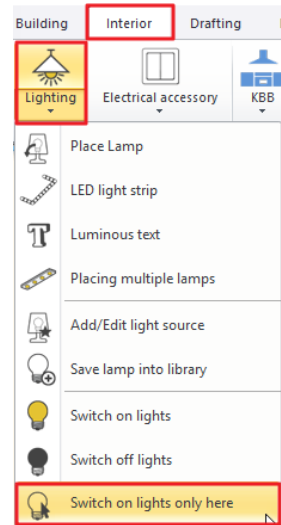 Building Interior Drafting
Lighting Electrical accessory KBB
Place Lamp
LED light strip
Luminous text
Placing multiple lamps
Add/Edit light source
Save lamp into library
Switch on lights
Switch off lights
Switch on lights only here